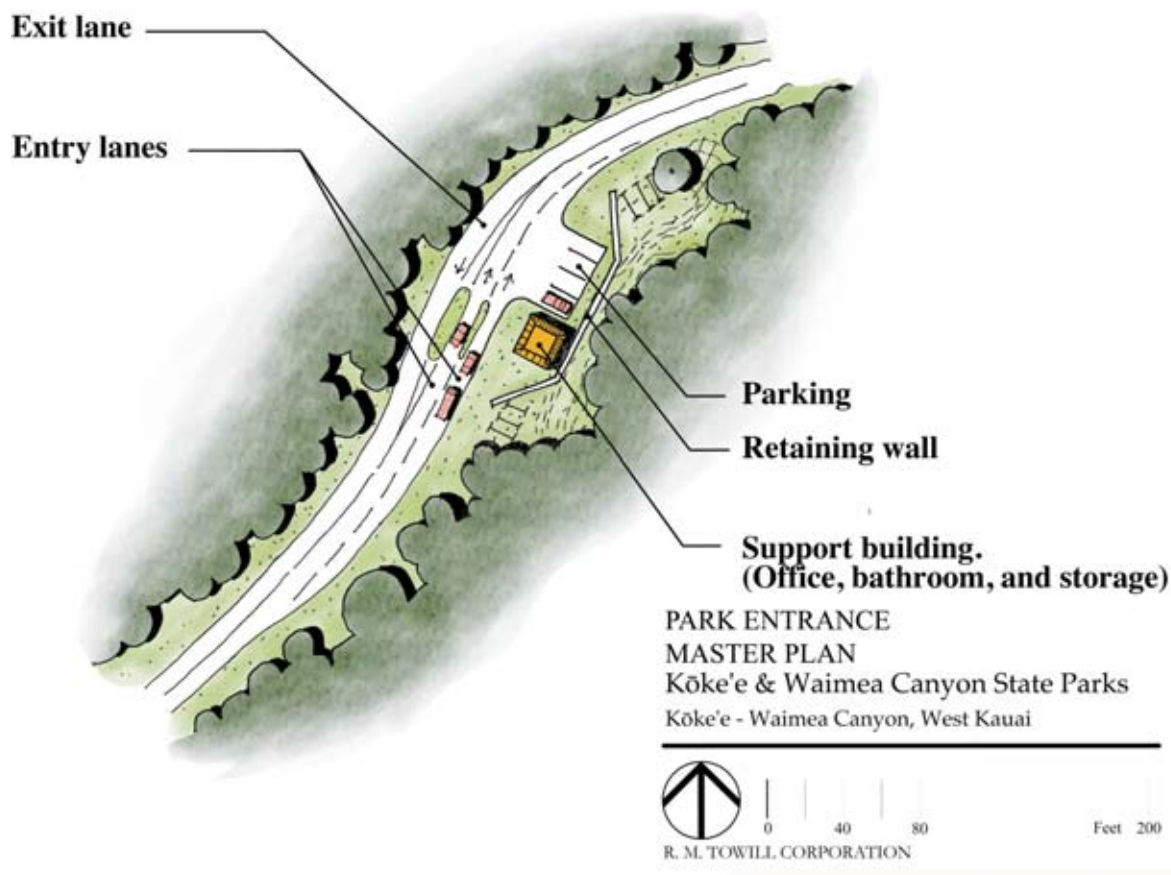 Exit lane
Entry lanes
Parking
Retaining wall
Support building.
(Office, bathroom, and storage)
PARK ENTRANCE
MASTER PLAN
Kōke'e & Waimea Canyon State Parks
Kōke'e - Waimea Canyon, West Kauai
0 40 80 Feet 200
R. M. TOWILL CORPORATION